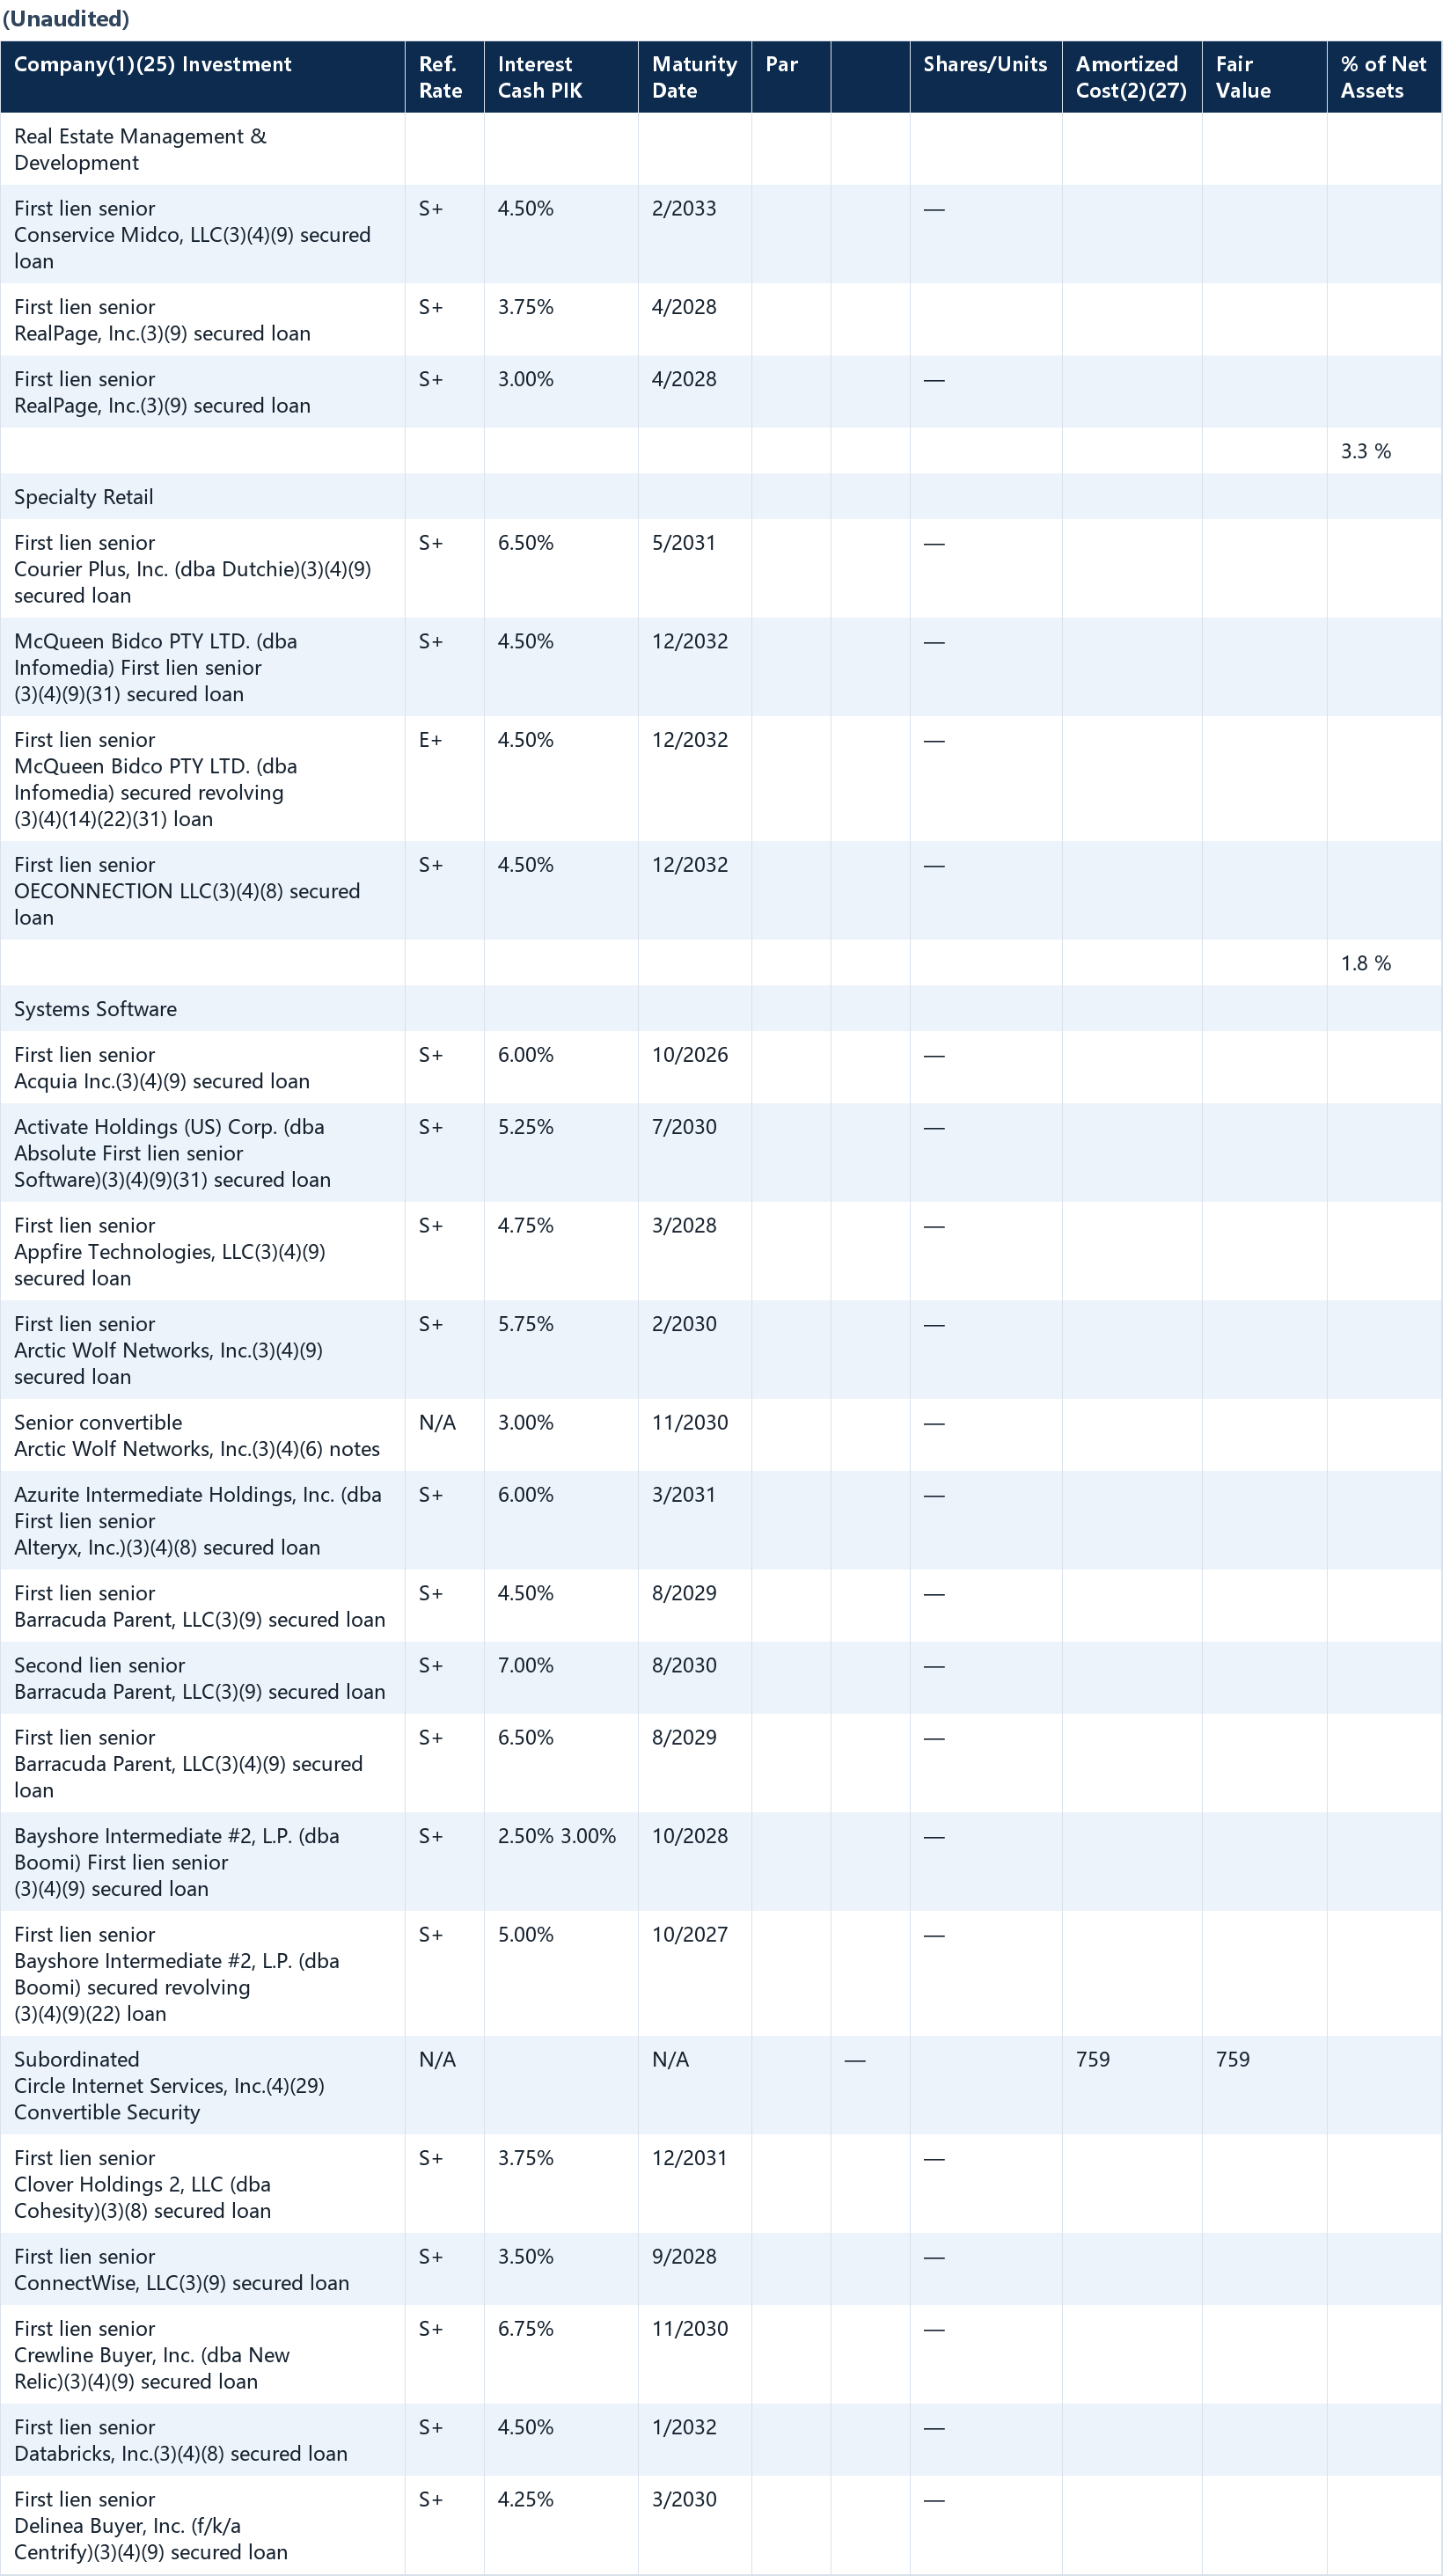 (Unaudited)
Company(1)(25) Investment Ref. Rate Interest Cash PIK Maturity Date Par Shares/Units Amortized Cost(2)(27) Fair Value % of Net Assets
Real Estate Management &
Development
First lien senior S+ 4.50% 2/2033 —
Conservice Midco, LLC(3)(4)(9) secured
loan
First lien senior S+ 3.75% 4/2028
RealPage, Inc.(3)(9) secured loan
First lien senior S+ 3.00% 4/2028 —
RealPage, Inc.(3)(9) secured loan
3.3 %
Specialty Retail
First lien senior S+ 6.50% 5/2031 —
Courier Plus, Inc. (dba Dutchie)(3)(4)(9)
secured loan
McQueen Bidco PTY LTD. (dba S+ 4.50% 12/2032 —
Infomedia) First lien senior
(3)(4)(9)(31) secured loan
First lien senior E+ 4.50% 12/2032 —
McQueen Bidco PTY LTD. (dba
Infomedia) secured revolving
(3)(4)(14)(22)(31) loan
First lien senior S+ 4.50% 12/2032 —
OECONNECTION LLC(3)(4)(8) secured
loan
1.8 %
Systems Software
First lien senior S+ 6.00% 10/2026 —
Acquia Inc.(3)(4)(9) secured loan
Activate Holdings (US) Corp. (dba S+ 5.25% 7/2030 —
Absolute First lien senior
Software)(3)(4)(9)(31) secured loan
First lien senior S+ 4.75% 3/2028 —
Appfire Technologies, LLC(3)(4)(9)
secured loan
First lien senior S+ 5.75% 2/2030 —
Arctic Wolf Networks, Inc.(3)(4)(9)
secured loan
Senior convertible N/A 3.00% 11/2030 —
Arctic Wolf Networks, Inc.(3)(4)(6) notes
Azurite Intermediate Holdings, Inc. (dba S+ 6.00% 3/2031 —
First lien senior
Alteryx, Inc.)(3)(4)(8) secured loan
First lien senior S+ 4.50% 8/2029 —
Barracuda Parent, LLC(3)(9) secured loan
Second lien senior S+ 7.00% 8/2030 —
Barracuda Parent, LLC(3)(9) secured loan
First lien senior S+ 6.50% 8/2029 —
Barracuda Parent, LLC(3)(4)(9) secured
loan
Bayshore Intermediate #2, L.P. (dba S+ 2.50% 3.00% 10/2028 —
Boomi) First lien senior
(3)(4)(9) secured loan
First lien senior S+ 5.00% 10/2027 —
Bayshore Intermediate #2, L.P. (dba
Boomi) secured revolving
(3)(4)(9)(22) loan
Subordinated N/A N/A — 759 759
Circle Internet Services, Inc.(4)(29)
Convertible Security
First lien senior S+ 3.75% 12/2031 —
Clover Holdings 2, LLC (dba
Cohesity)(3)(8) secured loan
First lien senior S+ 3.50% 9/2028 —
ConnectWise, LLC(3)(9) secured loan
First lien senior S+ 6.75% 11/2030 —
Crewline Buyer, Inc. (dba New
Relic)(3)(4)(9) secured loan
First lien senior S+ 4.50% 1/2032 —
Databricks, Inc.(3)(4)(8) secured loan
First lien senior S+ 4.25% 3/2030 —
Delinea Buyer, Inc. (f/k/a
Centrify)(3)(4)(9) secured loan